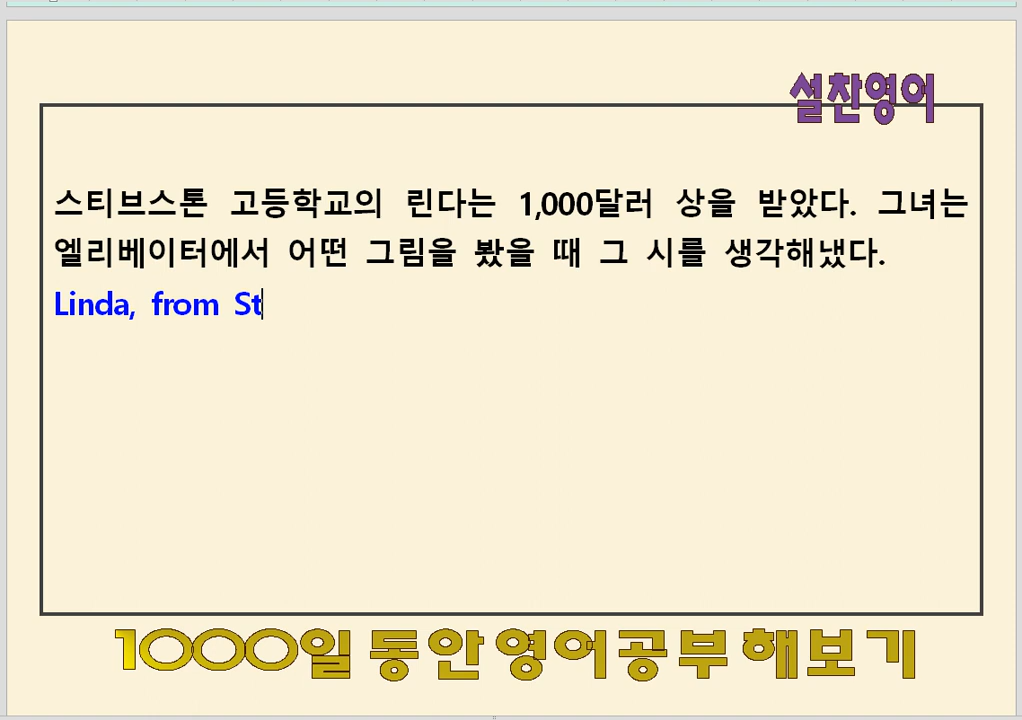 설찬영어
스티브스톤 고등학교의 린다는 1,000달러 상을 받았다. 그녀는
엘리베이터에서 어떤 그림을 봤을 때 그 시를 생각해냈다.
Linda, from St
1000일 동안 영어공부 해보기